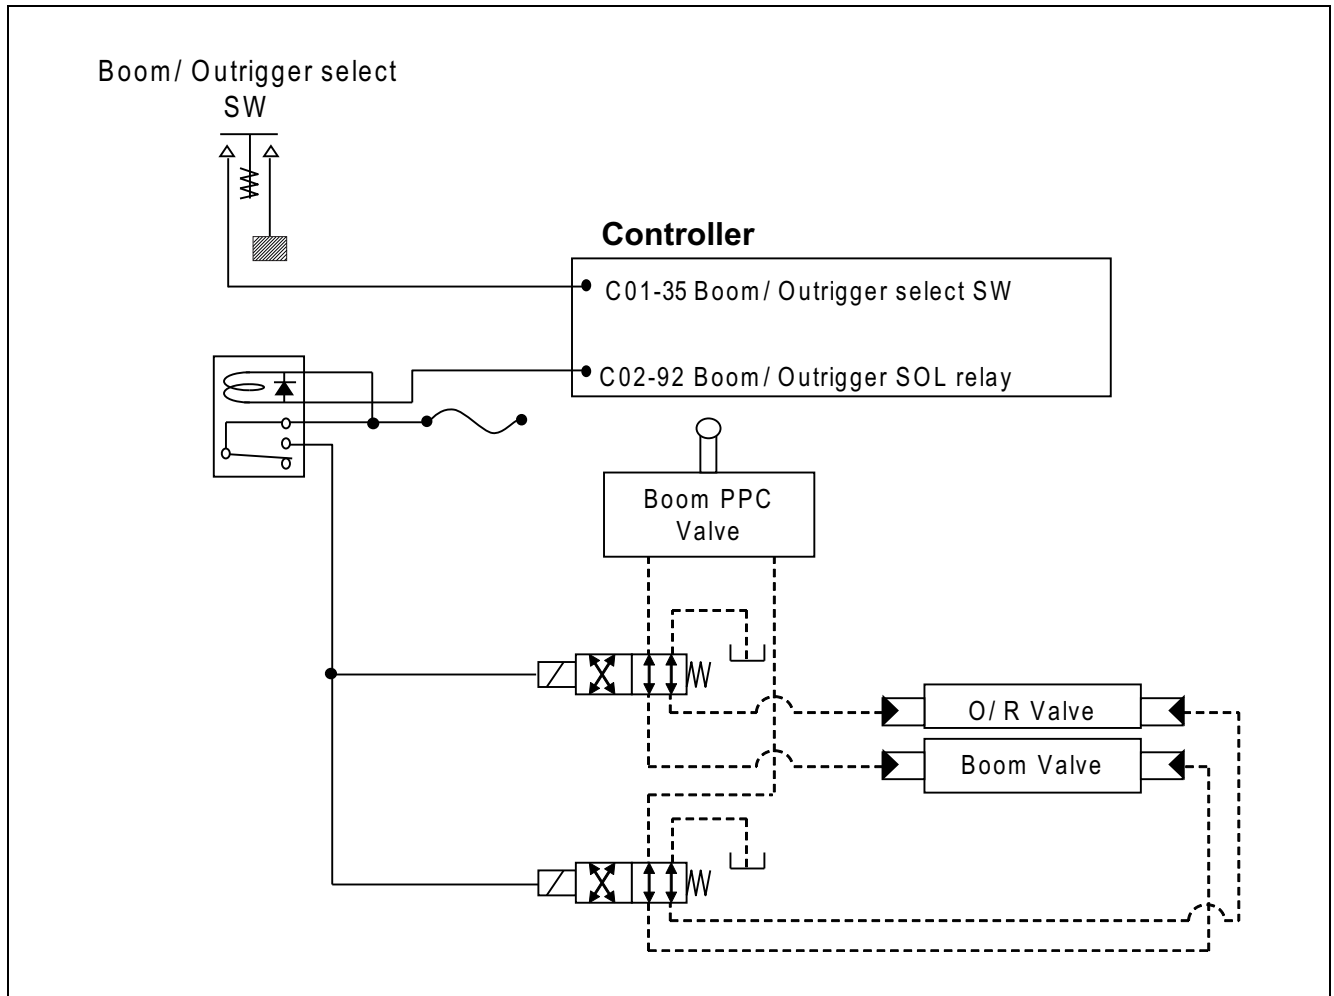 Boom/ Outrigger select
SW
Controller
C01-35 Boom/ Outrigger select SW
C02-92 Boom/ Outrigger SOL relay
Boom PPC
Valve
O/R Valve
Boom Valve